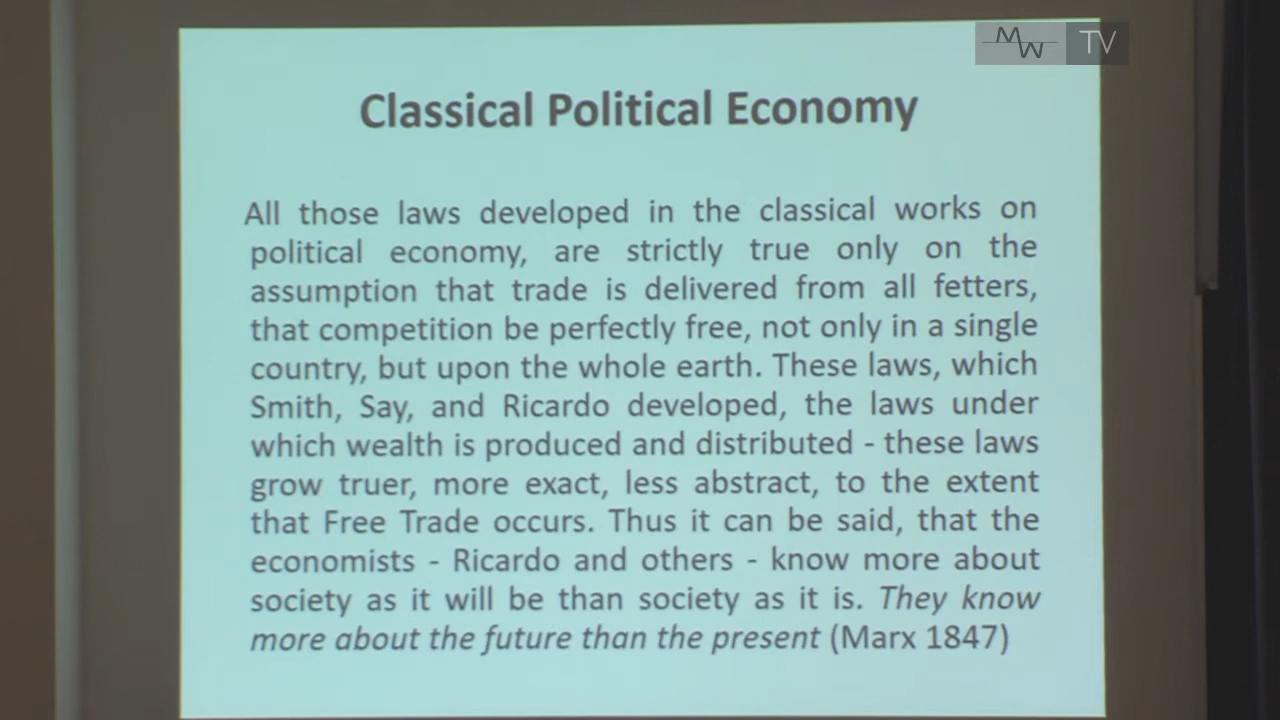 MW TV
Classical Political Economy
All those laws developed in the classical works on
political economy, are strictly true only on the
assumption that trade is delivered from all fetters,
that competition be perfectly free, not only in a single
country, but upon the whole earth. These laws, which
Smith, Say, and Ricardo developed, the laws under
which wealth is produced and distributed - these laws
grow truer, more exact, less abstract, to the extent
that Free Trade occurs. Thus it can be said, that the
economists - Ricardo and others - know more about
society as it will be than society as it is. They know
more about the future than the present (Marx 1847)